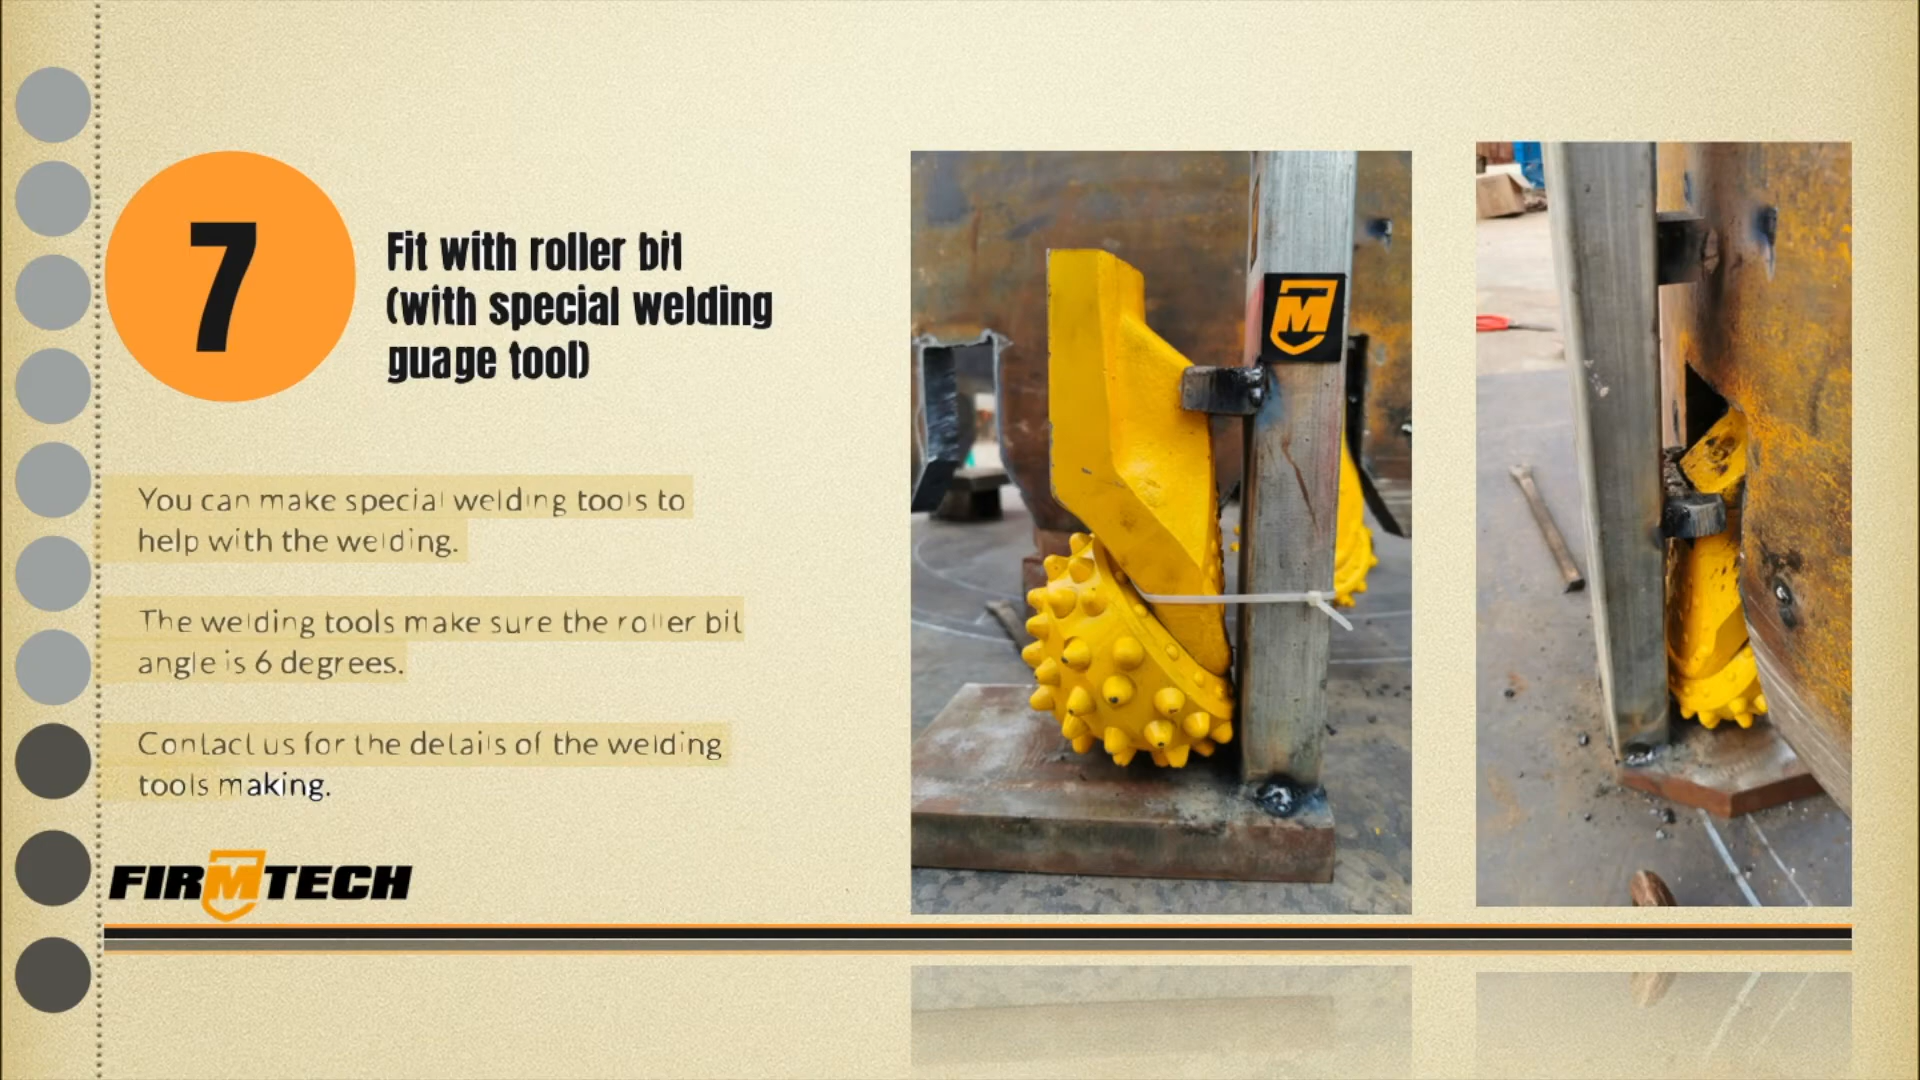 7
Fit with roller bit
(with special welding
guage tool)
You can make special welding tools to
help with the welding.
The welding tools make sure the roller bit
angle is 6 degrees.
Contact us for the details of the welding
tools making.
FIRMTECH
M